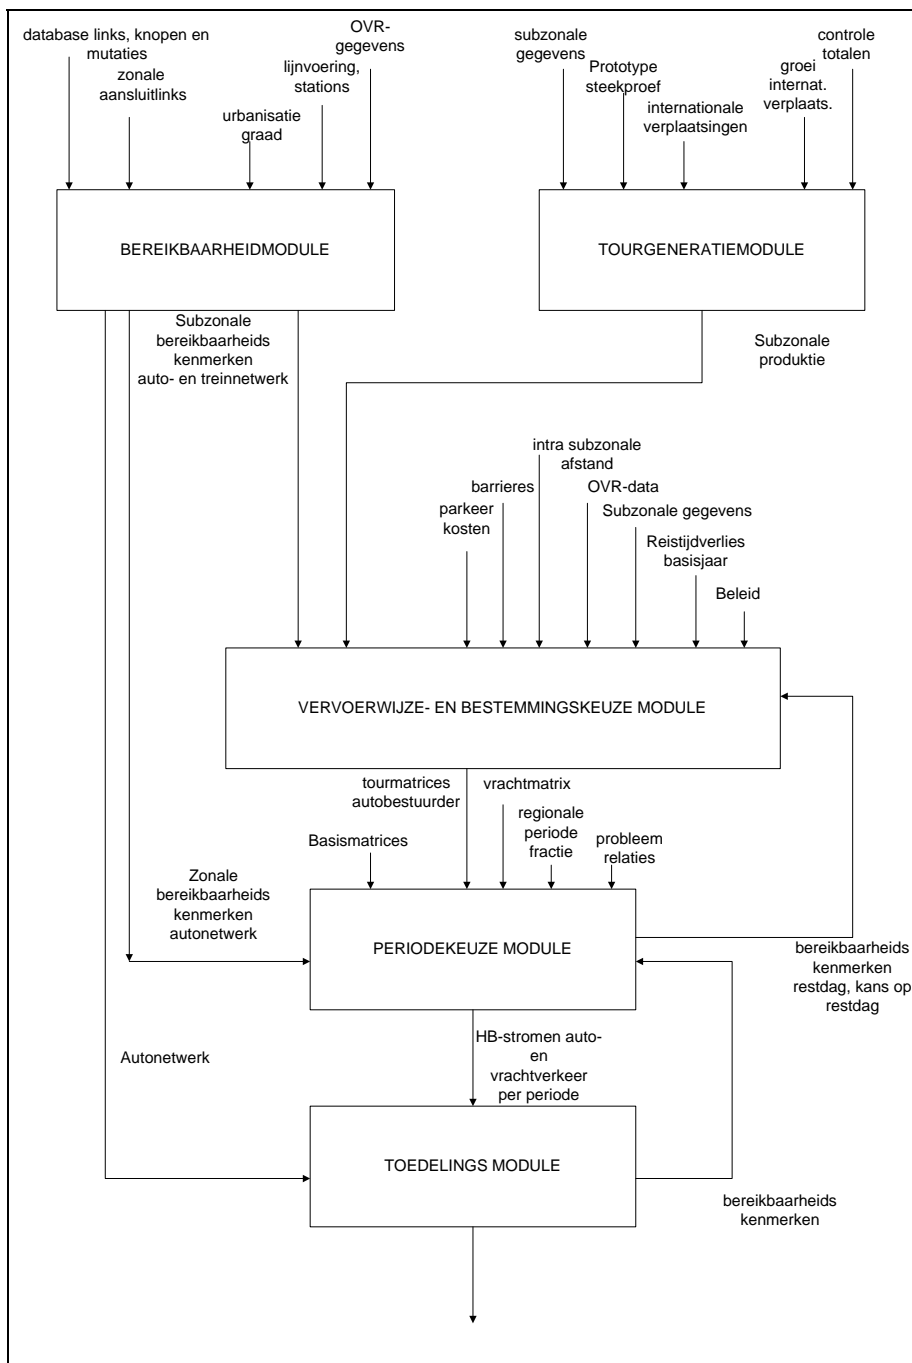 database links, knopen en
mutaties
zonale
aansluitlinks
urbanisatie
graad
OVR-
gegevens
lijnvoering,
stations
subzonale
gegevens
Prototype
steekproef
internationale
verplaatsingen
groei
internat.
verplaats.
controle
totalen
BEREIKBAARHEIDMODULE
TOURGENERATIEMODULE
Subzonale
bereikbaarheids
kenmerken
auto- en treinnetwerk
Subzonale
produktie
intra subzonale
afstand
barrieres
OVR-data
parkeer
kosten
Subzonale gegevens
Reistijdverlies
basisjaar
Beleid
VERVOERWIJZE- EN BESTEMMINGSKEUZE MODULE
tourmatrices
autobestuurder
vrachtmatrix
regionale
periode
fractie
probleem
relaties
Basismatrices
Zonale
bereikbaarheids
kenmerken
autonetwerk
PERIODEKEUZE MODULE
bereikbaarheids
kenmerken
restdag, kans op
restdag
HB-stromen auto-
en
vrachtverkeer
per periode
Autonetwerk
TOEDELINGS MODULE
bereikbaarheids
kenmerken